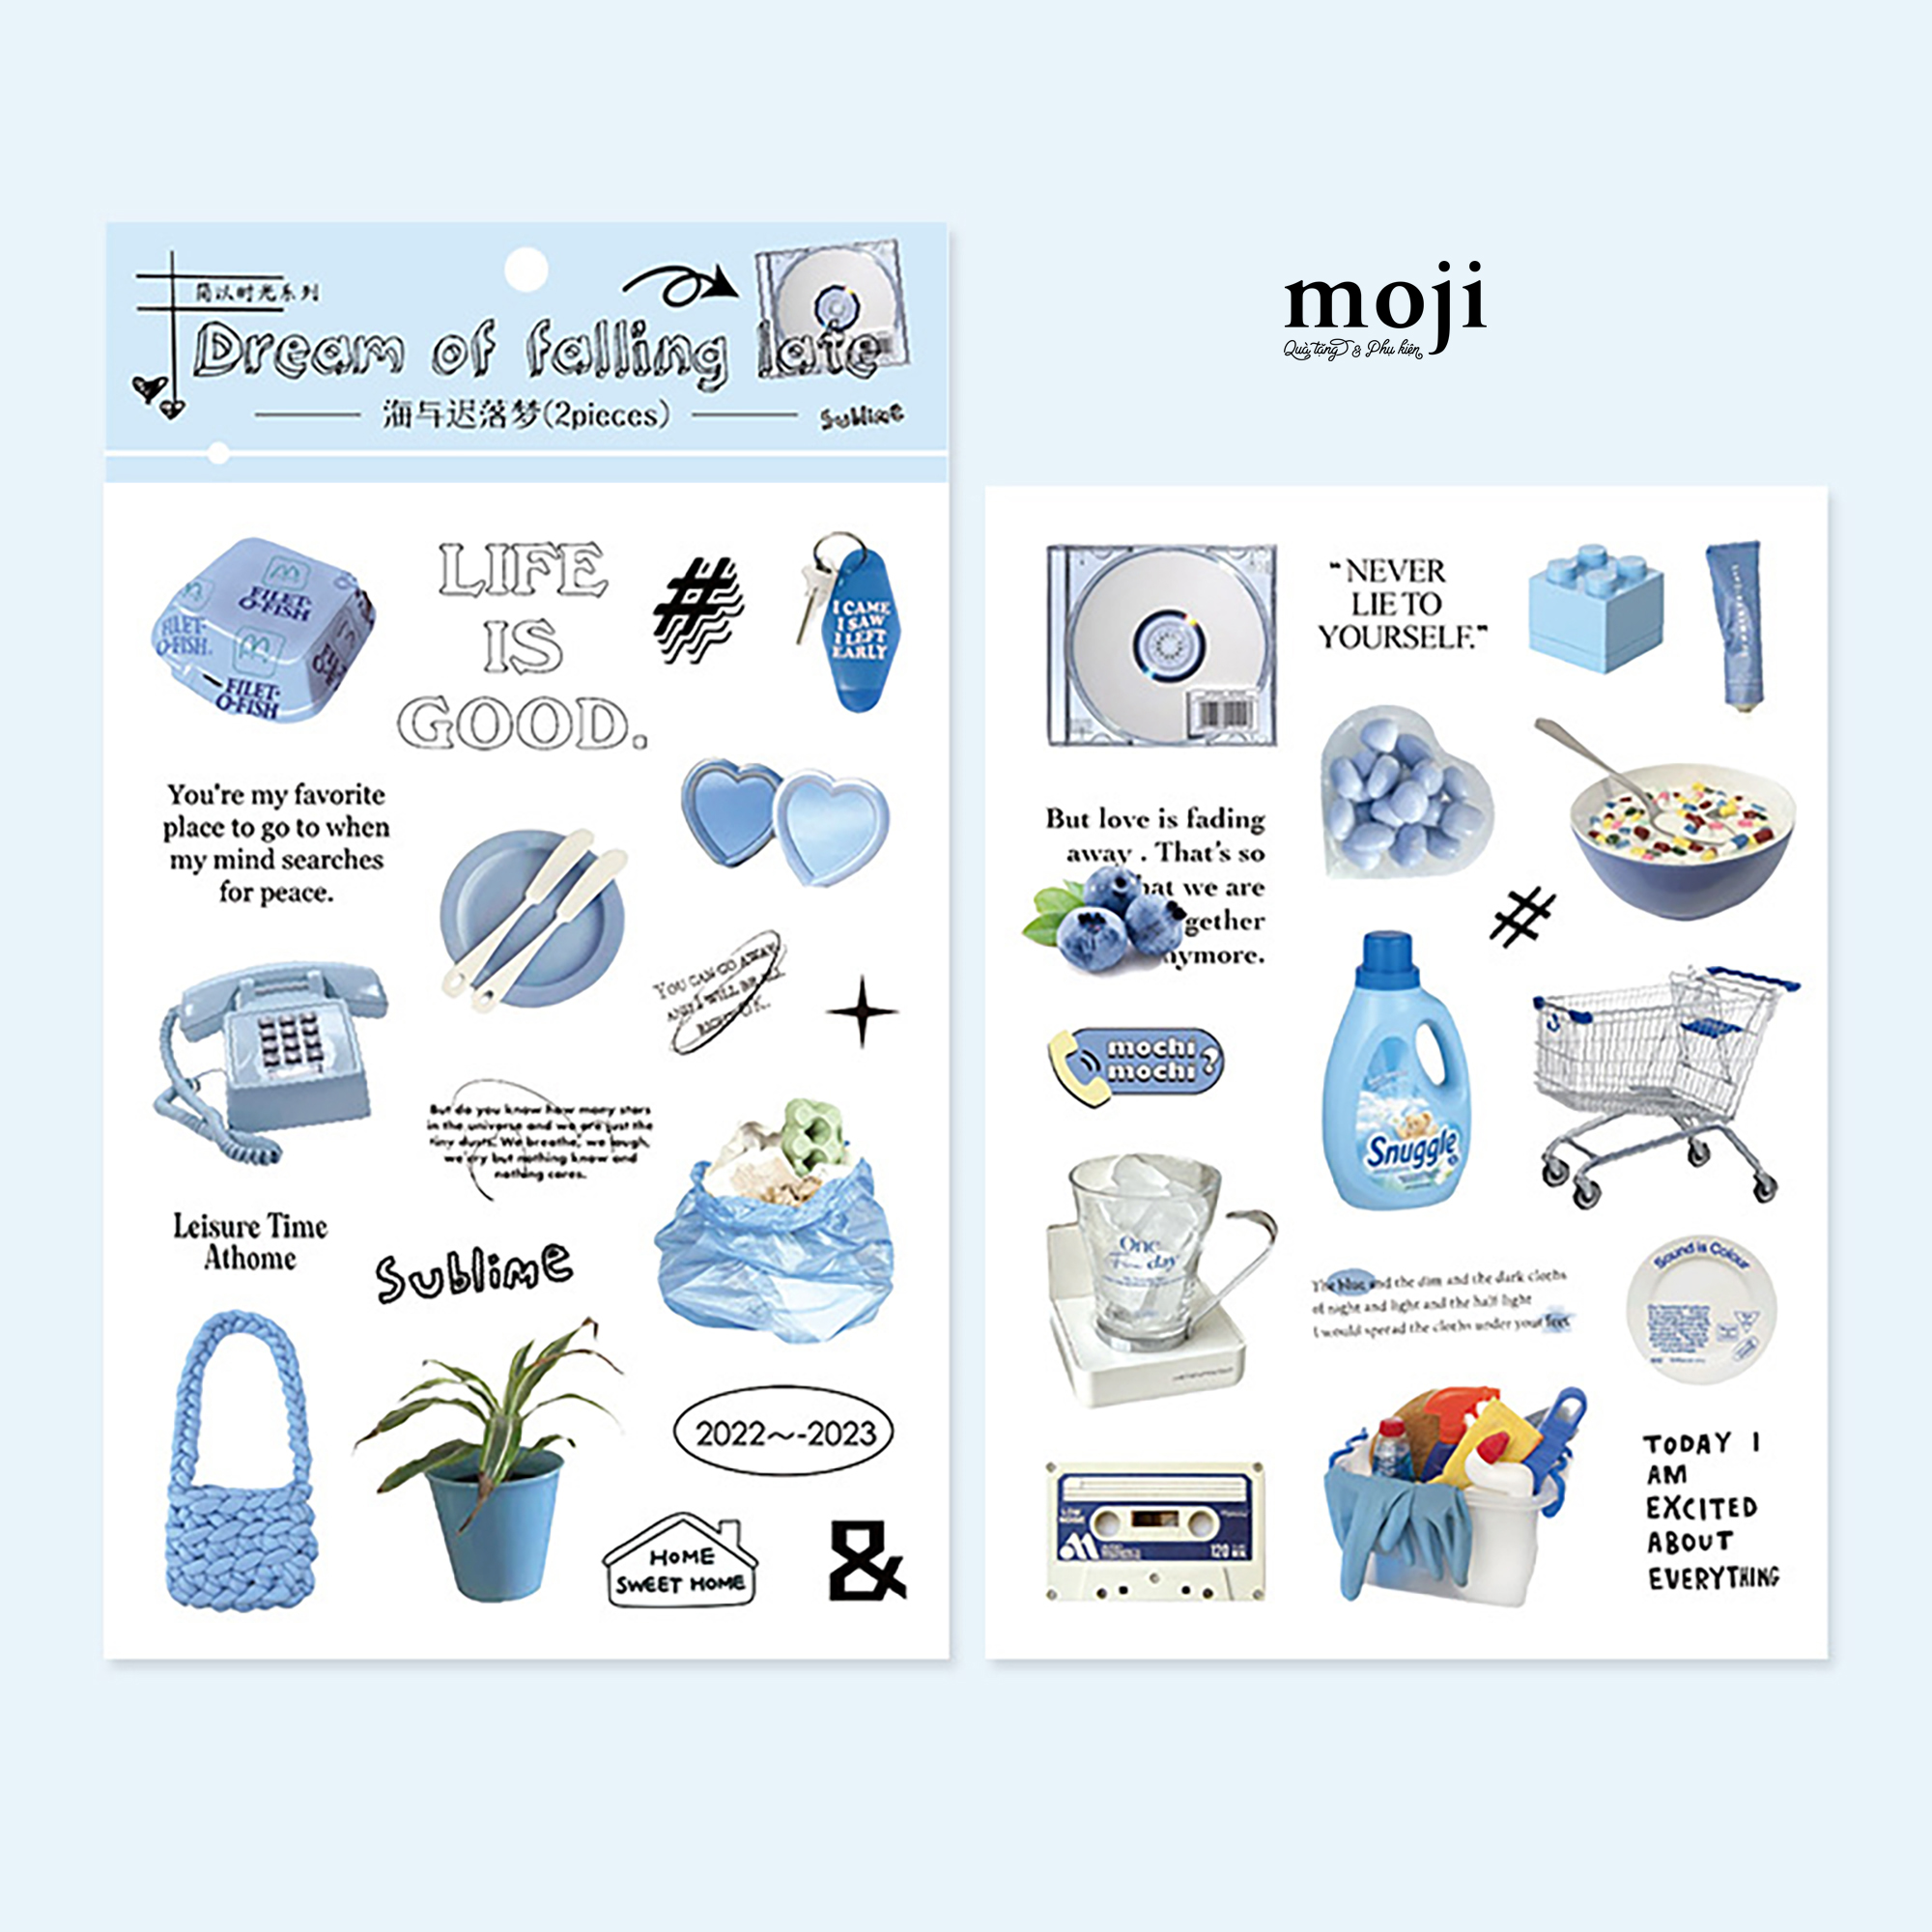 简以时光系列
Dream of falling late
海与迟落梦(2pieces)
Sublime
moji
Quà tặng & Phụ kiện
FILET-
O-FISH
FILET-
O-FISH.
FILET-
O-FISH
LIFE
IS
GOOD.
#
I CAME
I SAW
I LEFT
EARLY
You're my favorite
place to go to when
my mind searches
for peace.
YOU CAN GO AWAY
AND I WILL BE ALL
RIGHT OK.
But do you know how many stars
in the universe and we are just the
tiny dusts. We breathe, we laugh,
we cry but nothing know and
nothing cares.
Leisure Time
Athome
Sublime
2022～-2023
HOME
SWEET HOME
&
“NEVER
LIE TO
YOURSELF.”
But love is fading
away . That's so
hat we are
gether
nymore.
#
mochi
mochi ?
Snuggle
One
Fine day
The blue and the dim and the dark cloths
of night and light and the half light
I would spread the cloths under your feet
Sound is Colour
LOW
NOISE
120
TODAY I
AM
EXCITED
ABOUT
EVERYTHING